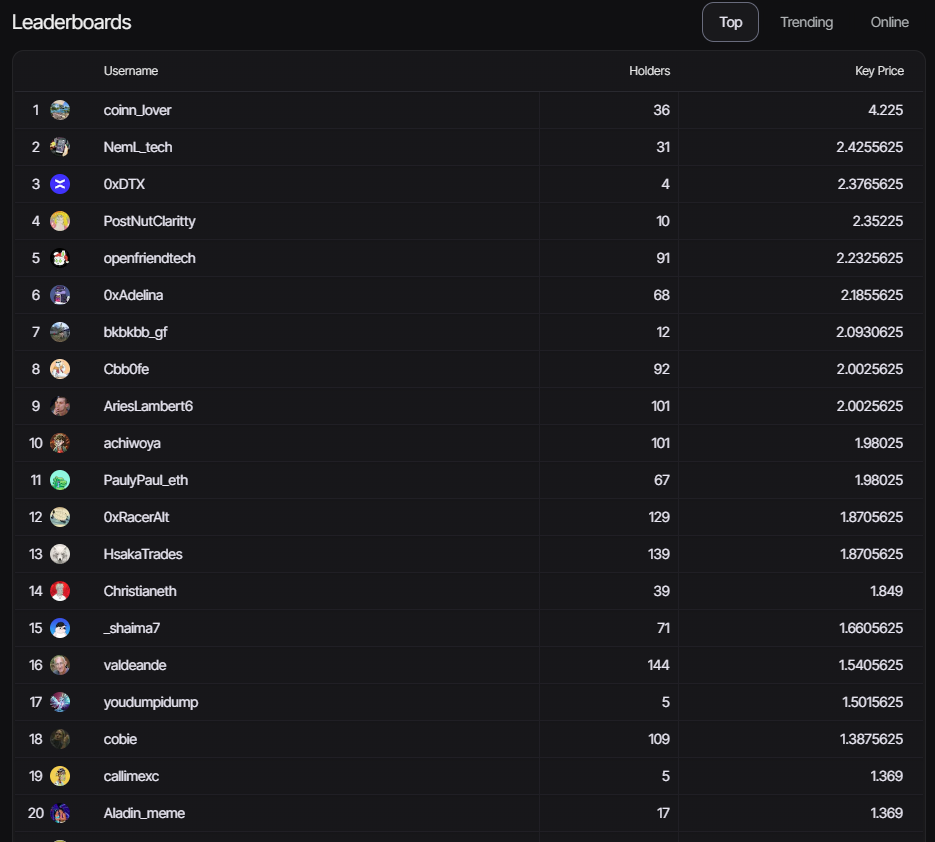 Leaderboards Top Trending Online
Username Holders Key Price
1 coinn_lover 36 4.225
2 NemL_tech 31 2.4255625
3 0xDTX 4 2.3765625
4 PostNutClaritty 10 2.35225
5 openfriendtech 91 2.2325625
6 0xAdelina 68 2.1855625
7 bkbkbb_gf 12 2.0930625
8 Cbb0fe 92 2.0025625
9 AriesLambert6 101 2.0025625
10 achiwoya 101 1.98025
11 PaulyPaul_eth 67 1.98025
12 0xRacerAlt 129 1.8705625
13 HsakaTrades 139 1.8705625
14 Christianeth 39 1.849
15 _shaima7 71 1.6605625
16 valdeande 144 1.5405625
17 youdumpidump 5 1.5015625
18 cobie 109 1.3875625
19 callimexc 5 1.369
20 Aladin_meme 17 1.369